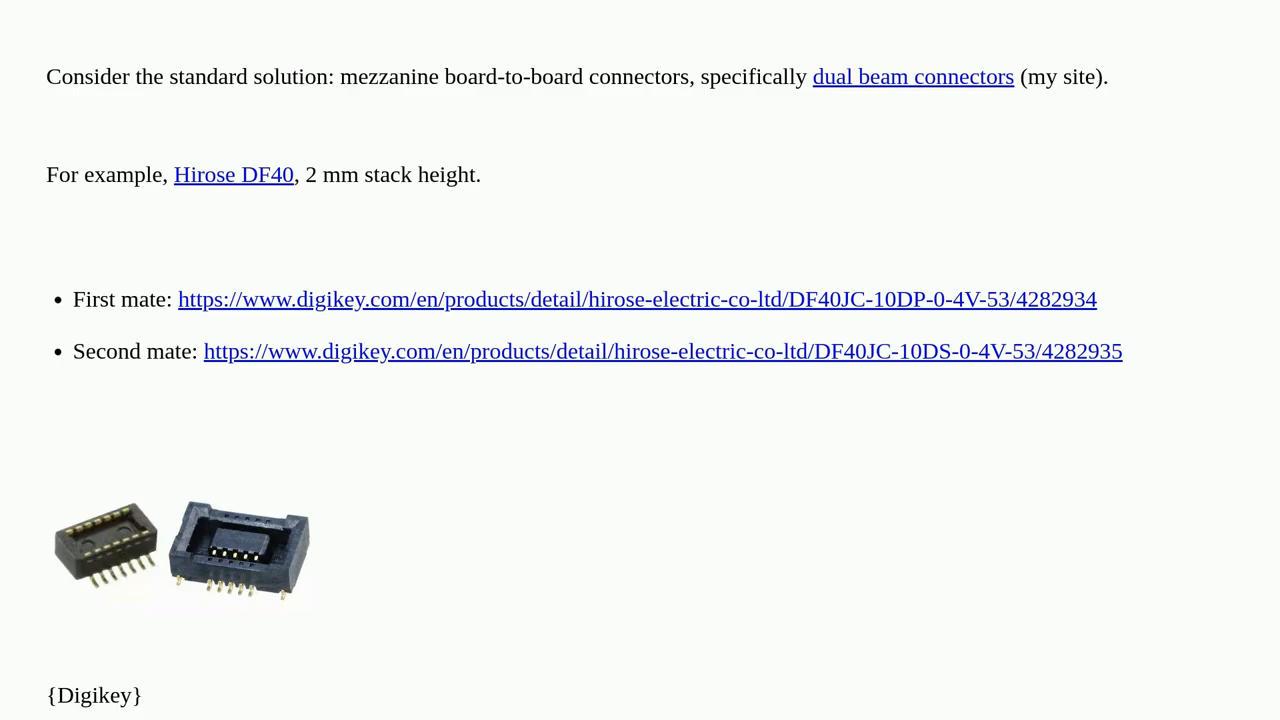 Consider the standard solution: mezzanine board-to-board connectors, specifically dual beam connectors (my site).
For example, Hirose DF40, 2 mm stack height.
• First mate: https://www.digikey.com/en/products/detail/hirose-electric-co-ltd/DF40JC-10DP-0-4V-53/4282934
• Second mate: https://www.digikey.com/en/products/detail/hirose-electric-co-ltd/DF40JC-10DS-0-4V-53/4282935
{Digikey}